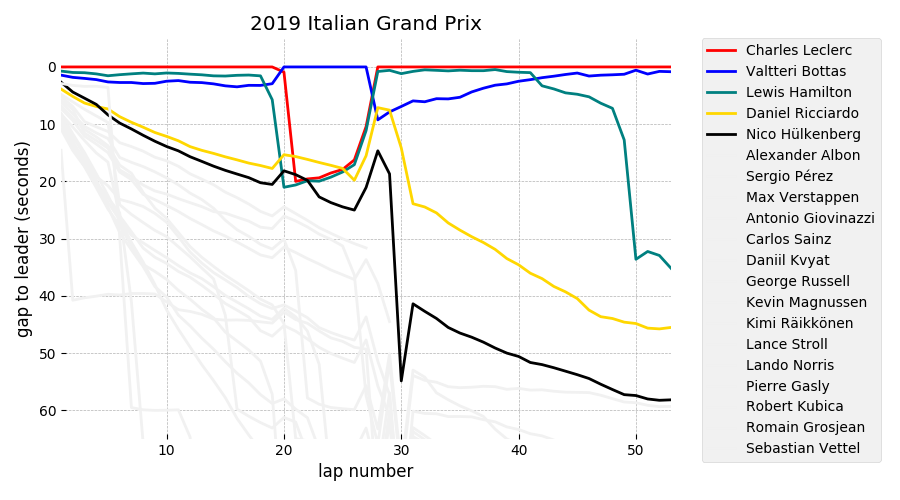 2019 Italian Grand Prix
gap to leader (seconds)
0
10
20
30
40
50
60
10
20
30
40
50
lap number
Charles Leclerc
Valtteri Bottas
Lewis Hamilton
Daniel Ricciardo
Nico Hülkenberg
Alexander Albon
Sergio Pérez
Max Verstappen
Antonio Giovinazzi
Carlos Sainz
Daniil Kvyat
George Russell
Kevin Magnussen
Kimi Räikkönen
Lance Stroll
Lando Norris
Pierre Gasly
Robert Kubica
Romain Grosjean
Sebastian Vettel